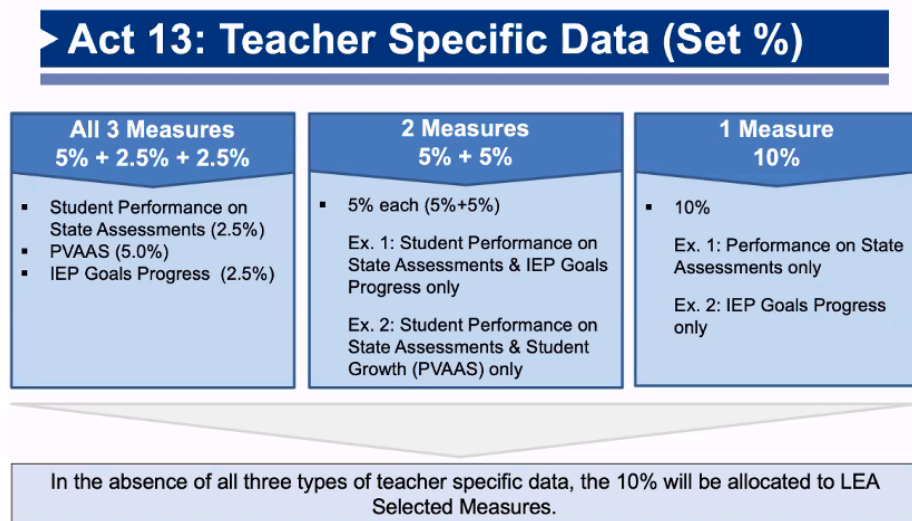 Act 13: Teacher Specific Data (Set %)
All 3 Measures
5% + 2.5% + 2.5%
▪ Student Performance on
State Assessments (2.5%)
▪ PVAAS (5.0%)
▪ IEP Goals Progress (2.5%)
2 Measures
5% + 5%
▪ 5% each (5%+5%)
Ex. 1: Student Performance on
State Assessments & IEP Goals
Progress only
Ex. 2: Student Performance on
State Assessments & Student
Growth (PVAAS) only
1 Measure
10%
▪ 10%
Ex. 1: Performance on State
Assessments only
Ex. 2: IEP Goals Progress
only
In the absence of all three types of teacher specific data, the 10% will be allocated to LEA
Selected Measures.